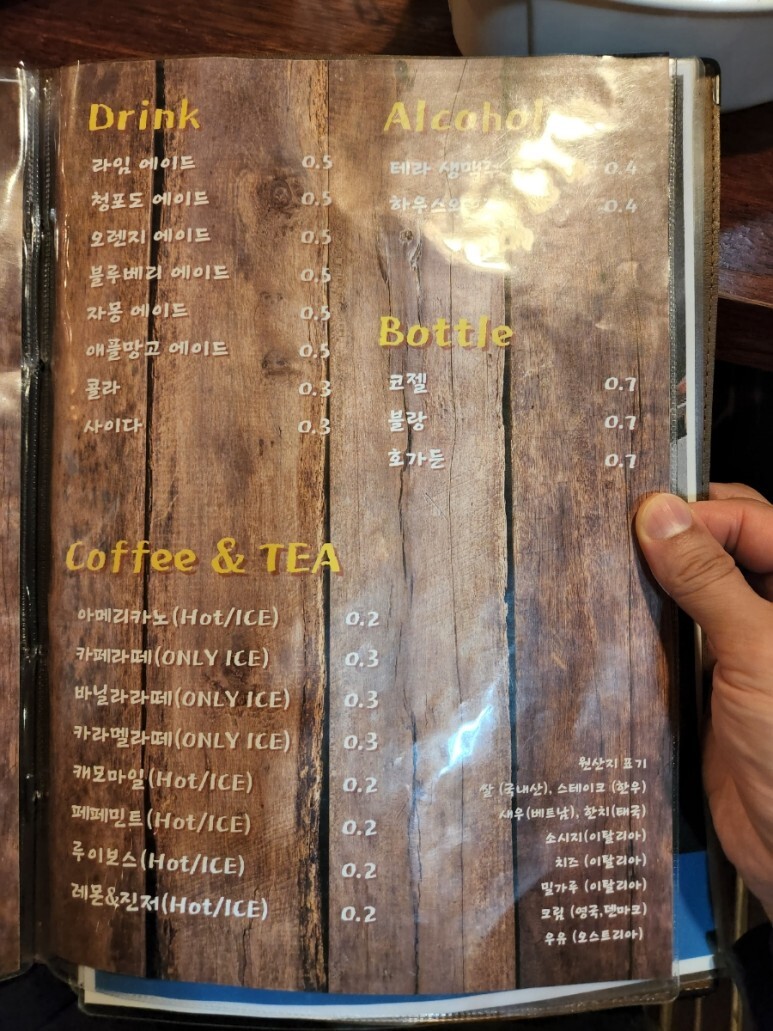 Drink
라임 에이드 0.5
청포도 에이드 0.5
오렌지 에이드 0.5
블루베리 에이드 0.5
자몽 에이드 0.5
애플망고 에이드 0.5
콜라 0.3
사이다 0.3
Coffee & TEA
아메리카노(Hot/ICE) 0.2
카페라떼(ONLY ICE) 0.3
바닐라라떼(ONLY ICE) 0.3
카라멜라떼(ONLY ICE) 0.3
캐모마일(Hot/ICE) 0.2
페페민트(Hot/ICE) 0.2
루이보스(Hot/ICE) 0.2
레몬&진저(Hot/ICE) 0.2
Alcohol
테라 생맥주 0.4
0.4
Bottle
코젤 0.7
블랑 0.7
호가든 0.7
원산지 표기
쌀 (국내산), 스테이크 (한우)
새우(베트남), 한치(태국)
소시지(이탈리아)
치즈 (이탈리아)
밀가루 (이탈리아)
크림 (영국,덴마크)
우유 (오스트리아)